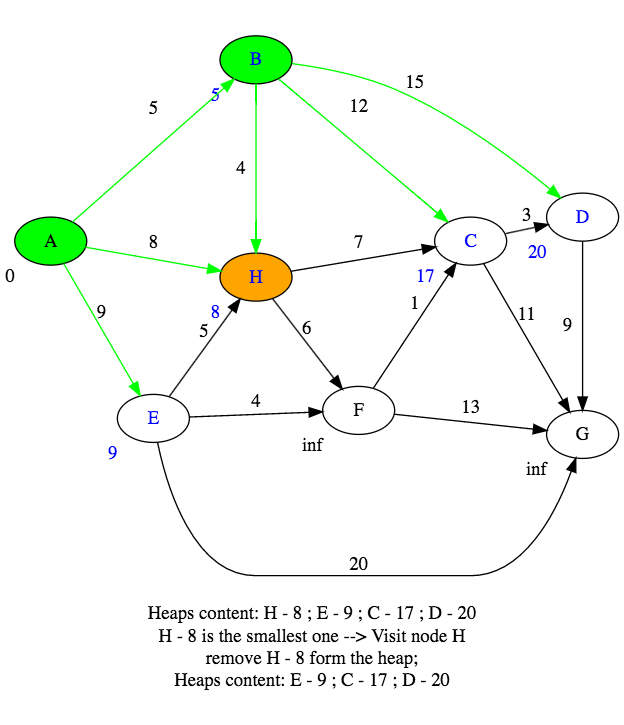 B
5
15
5
12
4
3
D
A
8
7
C
20
0
H
17
9
8
5
6
1
11
9
E
4
F
13
G
9
inf
inf
20
Heaps content: H - 8 ; E - 9 ; C - 17 ; D - 20
H - 8 is the smallest one --> Visit node H
remove H - 8 form the heap;
Heaps content: E - 9 ; C - 17 ; D - 20